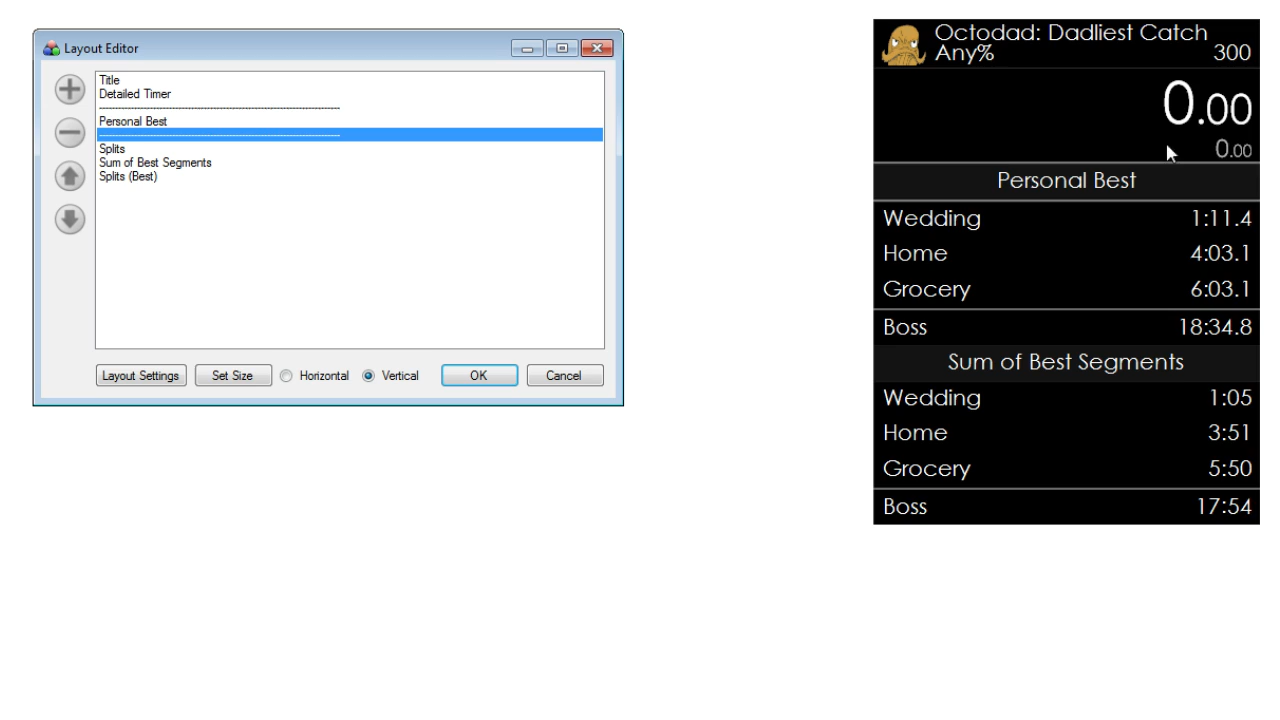 Layout Editor
Title
Detailed Timer
Personal Best
Splits
Sum of Best Segments
Splits (Best)
Layout Settings
Set Size
Horizontal
Vertical
OK
Cancel
Octodad: Dadliest Catch
Any% 300
0.00
0.00
Personal Best
Wedding 1:11.4
Home 4:03.1
Grocery 6:03.1
Boss 18:34.8
Sum of Best Segments
Wedding 1:05
Home 3:51
Grocery 5:50
Boss 17:54